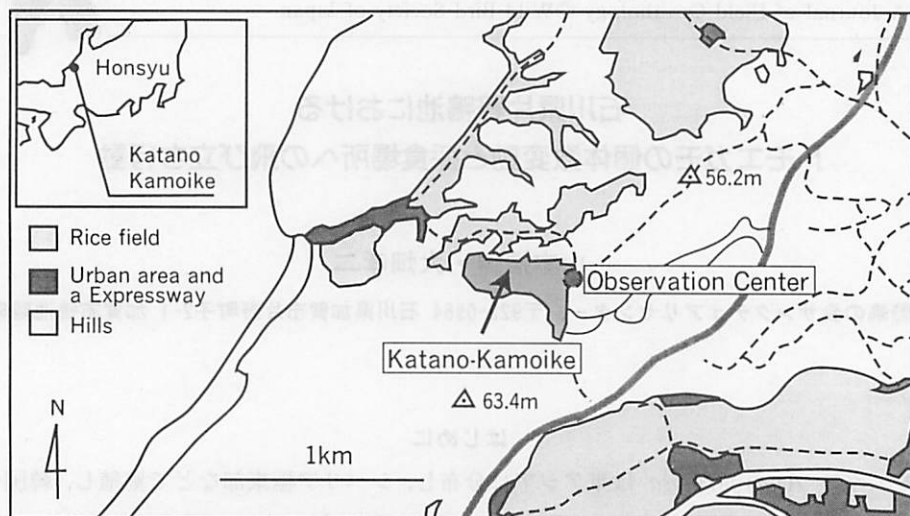 Honsyu
Katano
Kamoike
Rice field
Urban area and
a Expressway
Hills
56.2m
Observation Center
Katano-Kamoike
63.4m
N
1km